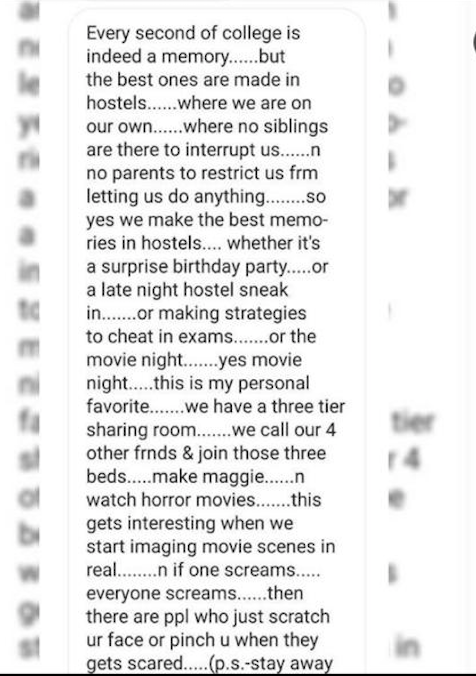 Every second of college is
indeed a memory......but
the best ones are made in
hostels......where we are on
our own......where no siblings
are there to interrupt us......n
no parents to restrict us frm
letting us do anything........so
yes we make the best memo-
ries in hostels.... whether it's
a surprise birthday party.....or
a late night hostel sneak
in.......or making strategies
to cheat in exams.......or the
movie night.......yes movie
night.....this is my personal
favorite.......we have a three tier
sharing room.......we call our 4
other frnds & join those three
beds.....make maggie......n
watch horror movies.......this
gets interesting when we
start imaging movie scenes in
real........n if one screams.....
everyone screams......then
there are ppl who just scratch
ur face or pinch u when they
gets scared.....(p.s.-stay away